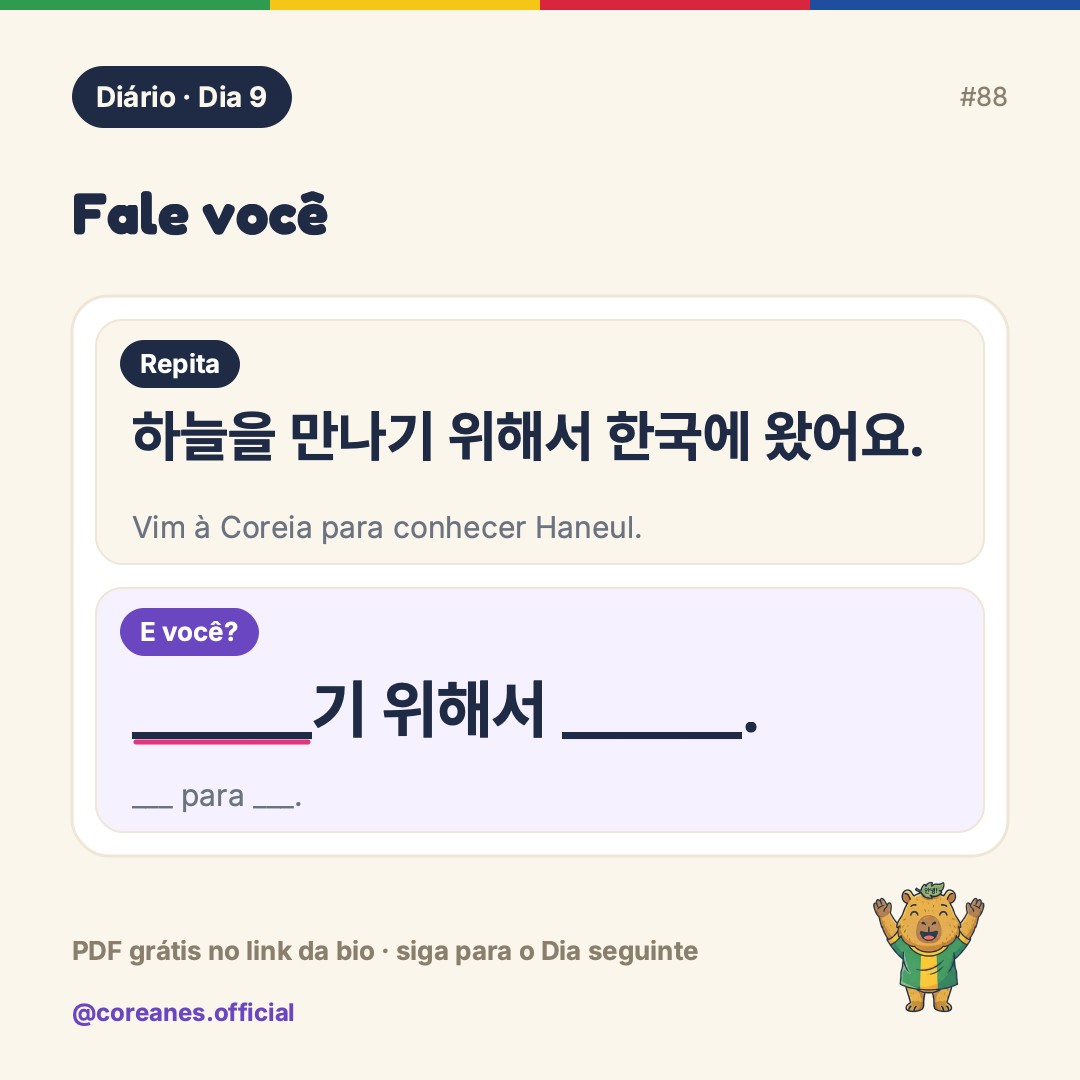 Diário · Dia 9
#88
Fale você
Repita
하늘을 만나기 위해서 한국에 왔어요.
Vim à Coreia para conhecer Haneul.
E você?
______기 위해서 ______.
___ para ___.
PDF grátis no link da bio · siga para o Dia seguinte
@coreanes.official